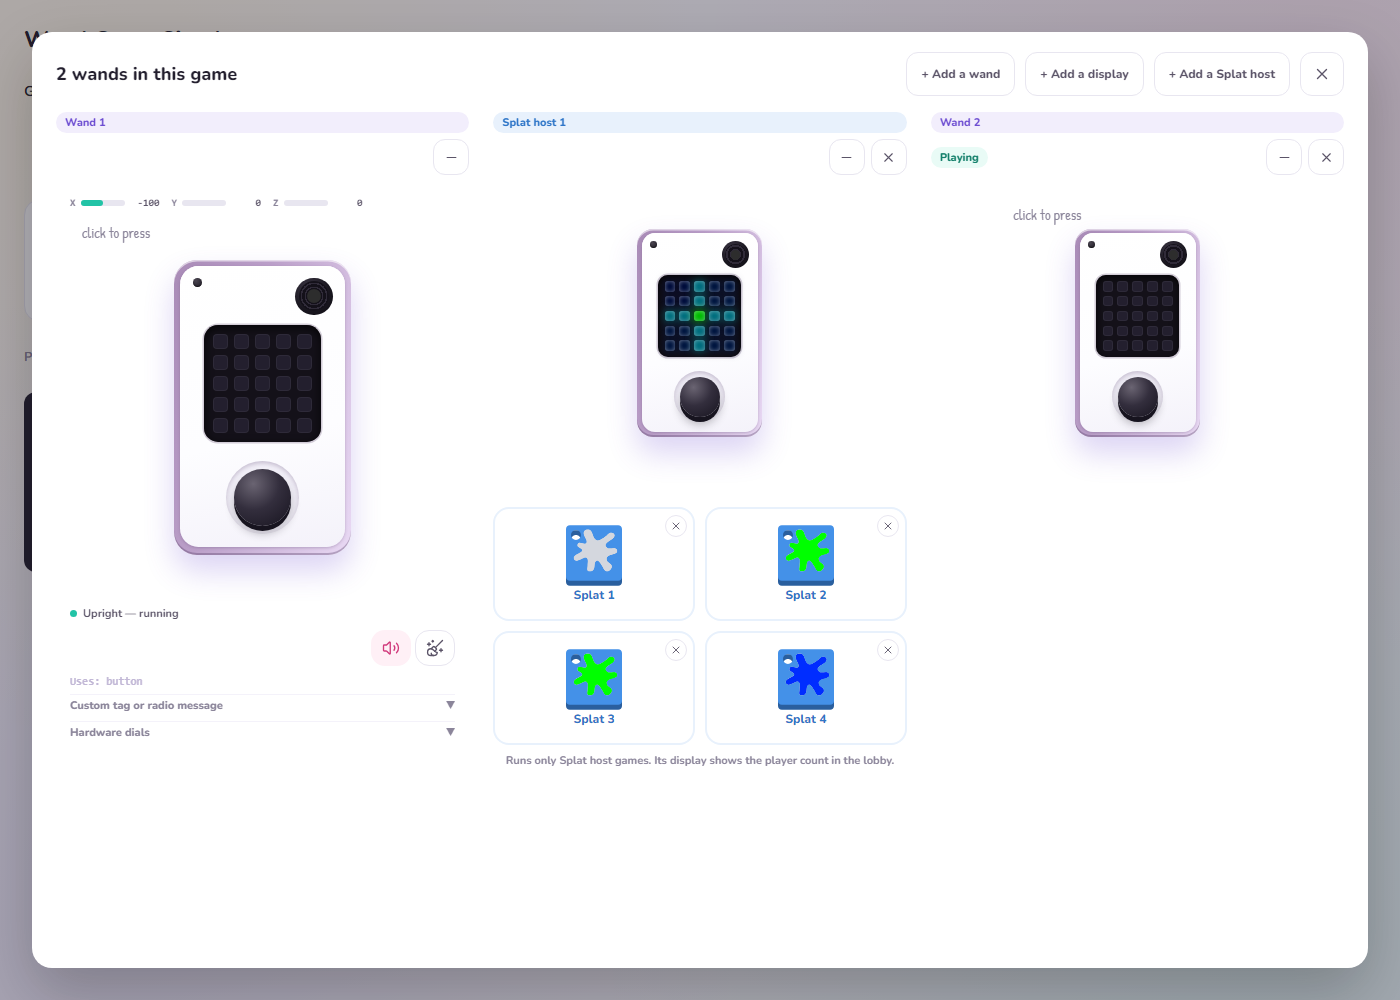 2 wands in this game
+ Add a wand
+ Add a display
+ Add a Splat host
Wand 1
X -100 Y 0 Z 0
click to press
Upright — running
Uses: button
Custom tag or radio message
Hardware dials
Splat host 1
Splat 1
Splat 2
Splat 3
Splat 4
Runs only Splat host games. Its display shows the player count in the lobby.
Wand 2
Playing
click to press